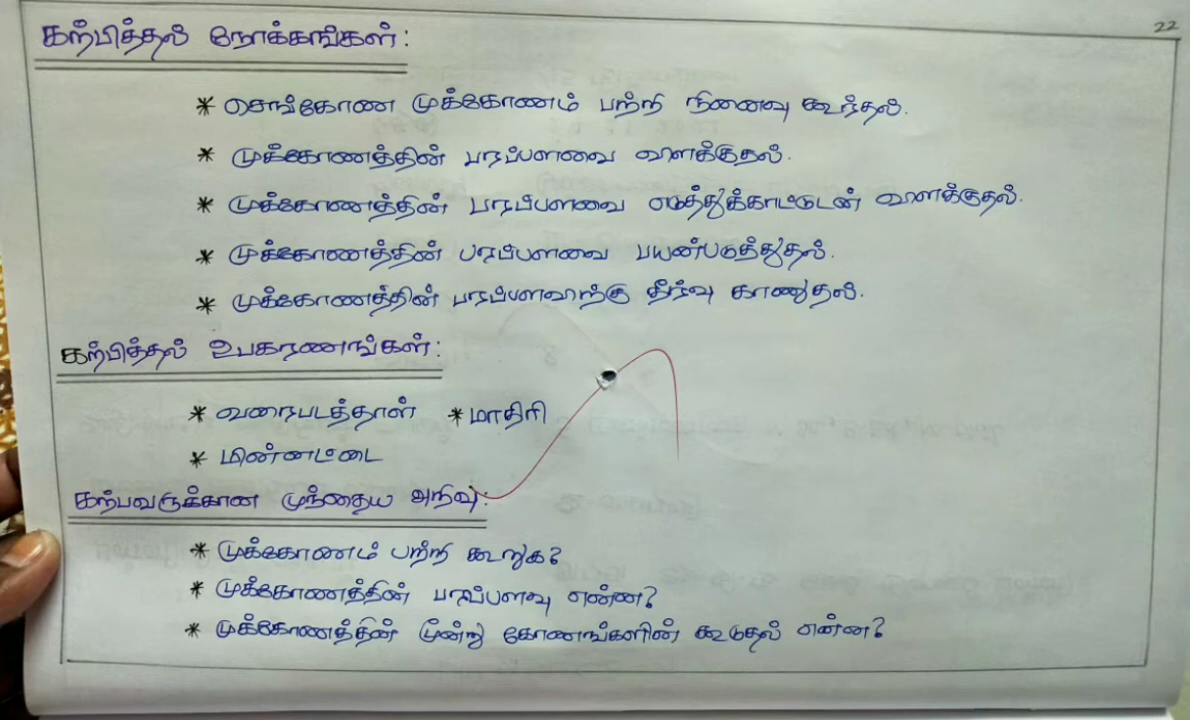 22
கற்பித்தல் நோக்கங்கள்:
* செங்கோண முக்கோணம் பற்றி நினைவு கூர்தல்.
* முக்கோணத்தின் பரப்பளவை விளக்குதல்.
* முக்கோணத்தின் பரப்பளவை எடுத்துக்காட்டுடன் விளக்குதல்.
* முக்கோணத்தின் பரப்பளவை பயன்படுத்துதல்.
* முக்கோணத்தின் பரப்பளவிற்கு தீர்வு காணுதல்.
கற்பித்தல் உபகரணங்கள்:
* வரைபடத்தாள் * மாதிரி
* மின்னட்டை
கற்பவருக்கான முந்தைய அறிவு:
* முக்கோணம் பற்றி கூறுக?
* முக்கோணத்தின் பரப்பளவு என்ன?
* முக்கோணத்தின் மூன்று கோணங்களின் கூடுதல் என்ன?